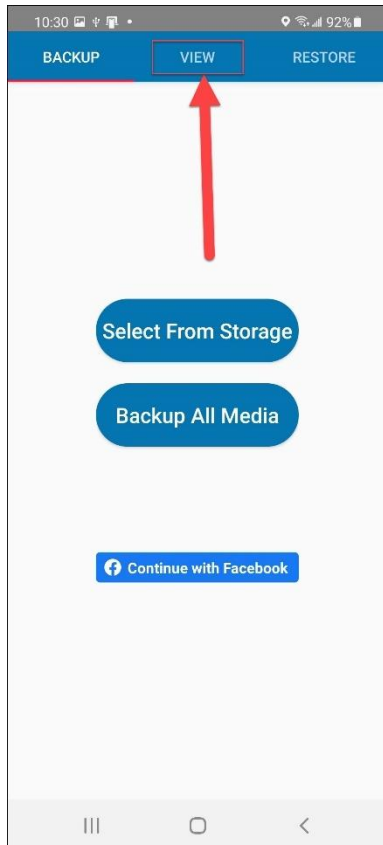 10:30 92%
BACKUP VIEW RESTORE
Select From Storage
Backup All Media
Continue with Facebook